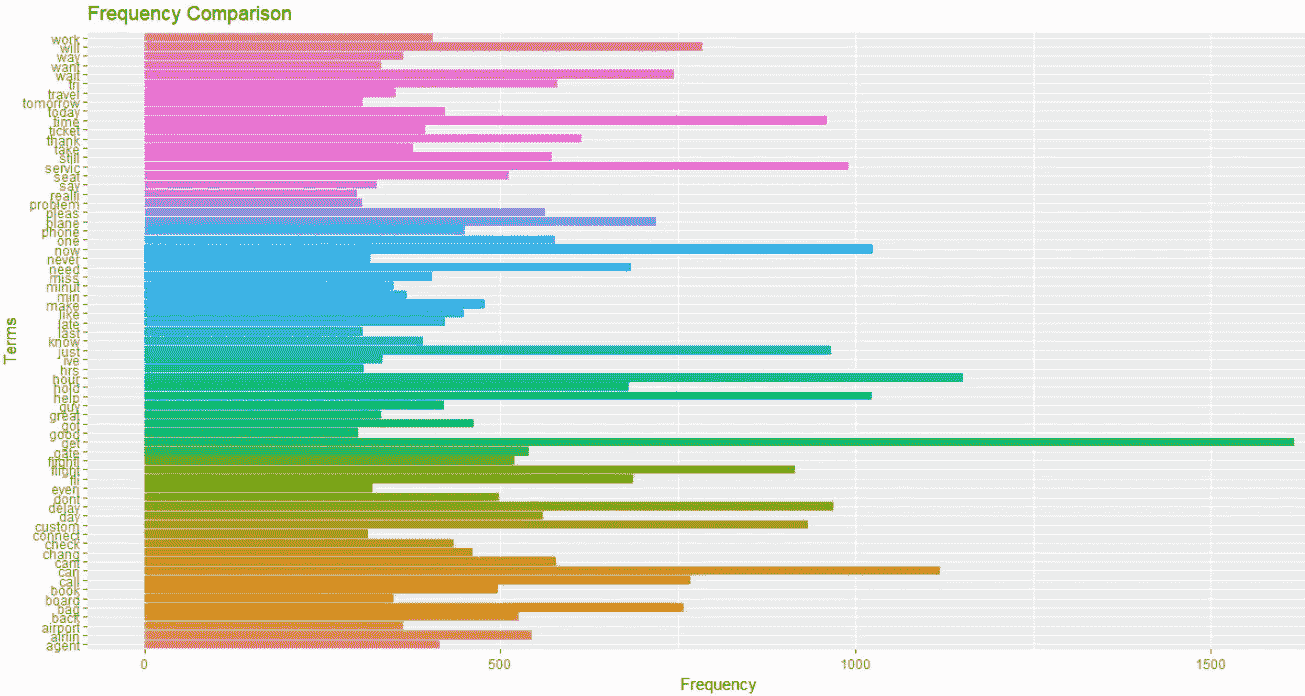 Frequency Comparison
work
will
way
want
wait
tri
travel
tomorrow
today
time
ticket
thank
take
still
servic
seat
say
realli
problem
pleas
plane
phone
one
now
never
need
miss
minut
min
make
like
late
last
know
just
ive
hrs
hour
hold
help
guy
great
got
good
get
gate
flightl
flight
fli
even
dont
delay
day
custom
connect
check
chang
cant
can
call
book
board
bag
back
airport
airlin
agent
Terms
0 500 1000 1500
Frequency